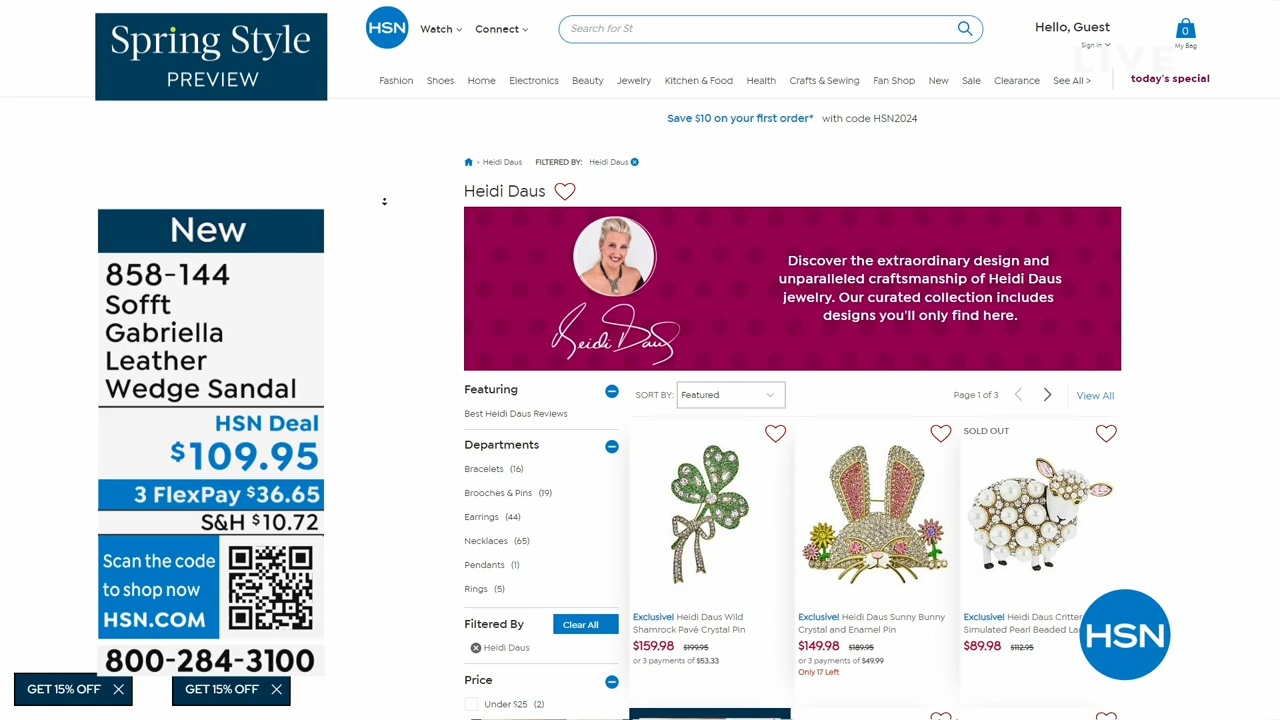 Spring Style
PREVIEW
HSN
Watch
Connect
Search for St
Hello, Guest
Sign In
0
My Bag
LIVE
Fashion
Shoes
Home
Electronics
Beauty
Jewelry
Kitchen & Food
Health
Crafts & Sewing
Fan Shop
New
Sale
Clearance
See All >
today's special
Save $10 on your first order* with code HSN2024
> Heidi Daus FILTERED BY: Heidi Daus
Heidi Daus
Heidi Daus
Discover the extraordinary design and
unparalleled craftsmanship of Heidi Daus
jewelry. Our curated collection includes
designs you'll only find here.
New
858-144
Sofft
Gabriella
Leather
Wedge Sandal
HSN Deal
$109.95
3 FlexPay $36.65
S&H $10.72
Scan the code
to shop now
HSN.COM
800-284-3100
GET 15% OFF
GET 15% OFF
Featuring
Best Heidi Daus Reviews
Departments
Bracelets (16)
Brooches & Pins (19)
Earrings (44)
Necklaces (65)
Pendants (1)
Rings (5)
Filtered By
Clear All
Heidi Daus
Price
Under $25 (2)
SORT BY: Featured
Page 1 of 3
View All
Exclusive! Heidi Daus Wild
Shamrock Pavé Crystal Pin
$159.98 $199.95
or 3 payments of $53.33
Exclusive! Heidi Daus Sunny Bunny
Crystal and Enamel Pin
$149.98 $189.95
or 3 payments of $49.99
Only 17 Left
SOLD OUT
Exclusive! Heidi Daus Critter
Simulated Pearl Beaded La
$89.98 $112.95
HSN